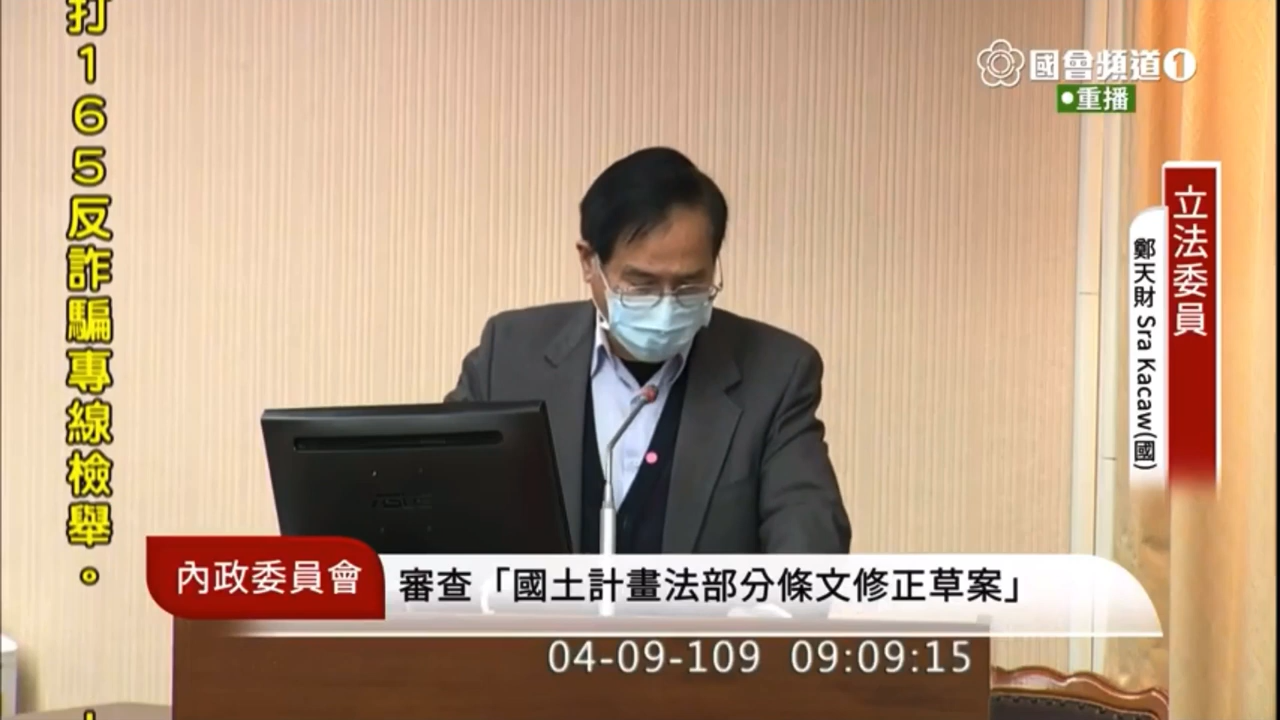 打165反詐騙專線檢舉。
國會頻道1
重播
立法委員
鄭天財 Sra Kacaw(國)
ASUS
內政委員會
審查「國土計畫法部分條文修正草案」
04-09-109 09:09:15